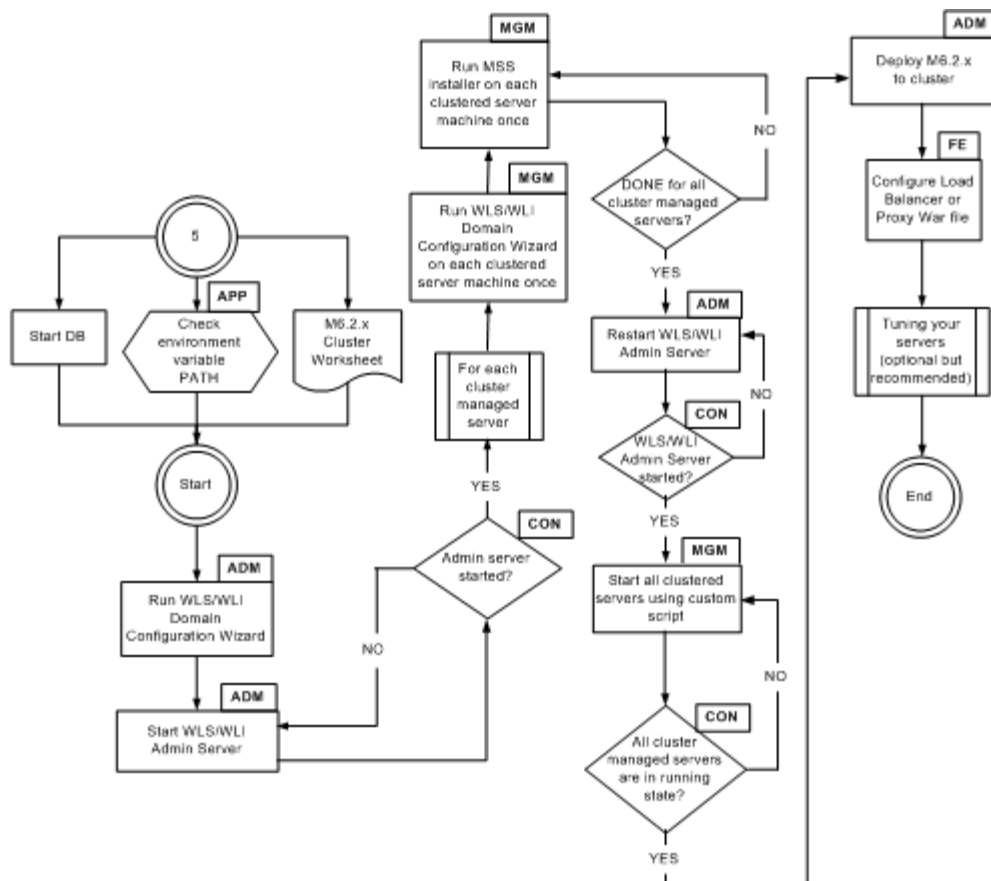 5
Start DB
APP
Check
environment
variable
PATH
M6.2.x
Cluster
Worksheet
Start
ADM
Run WLS/WLI
Domain
Configuration Wizard
ADM
Start WLS/WLI
Admin Server
NO
CON
Admin server
started?
YES
For each
cluster
managed
server
MGM
Run WLS/WLI
Domain
Configuration Wizard
on each clustered
server machine once
MGM
Run MSS
installer on each
clustered server
machine once
NO
DONE for all
cluster managed
servers?
YES
ADM
Restart WLS/WLI
Admin Server
NO
CON
WLS/WLI
Admin Server
started?
YES
MGM
Start all clustered
servers using custom
script
NO
CON
All cluster
managed servers
are in running
state?
YES
ADM
Deploy M6.2.x
to cluster
FE
Configure Load
Balancer or
Proxy War file
Tuning your
servers
(optional but
recommended)
End